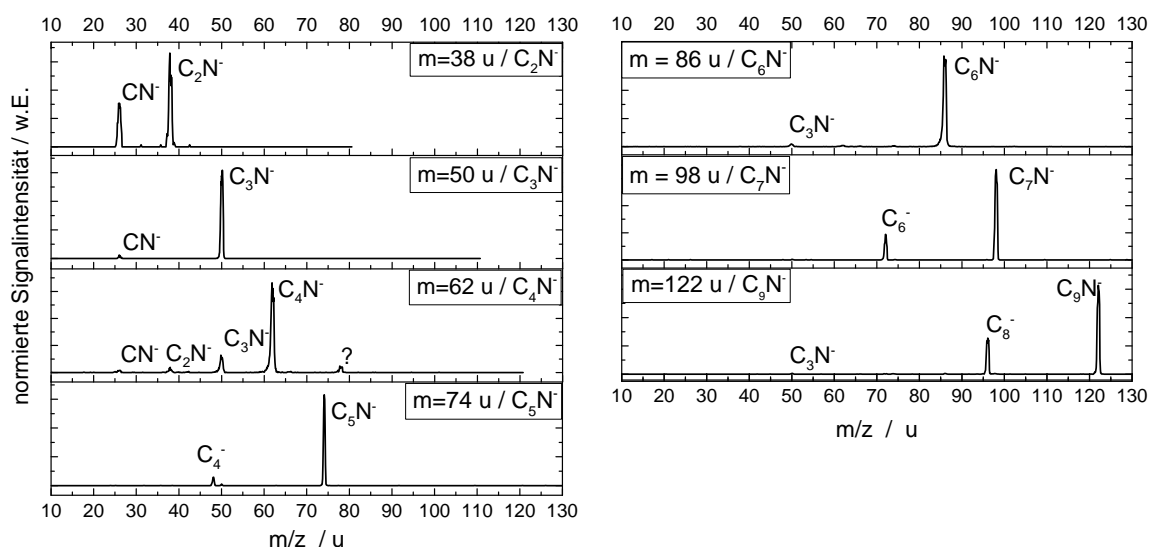 10 20 30 40 50 60 70 80 90 100 110 120 130
m=38 u / C₂N⁻
CN⁻
C₂N⁻
m=50 u / C₃N⁻
CN⁻
C₃N⁻
m=62 u / C₄N⁻
CN⁻
C₂N⁻
C₃N⁻
C₄N⁻
?
m=74 u / C₅N⁻
C₄⁻
C₅N⁻
10 20 30 40 50 60 70 80 90 100 110 120 130
m/z / u
normierte Signalintensität / w.E.
10 20 30 40 50 60 70 80 90 100 110 120 130
m = 86 u / C₆N⁻
C₃N⁻
C₆N⁻
m = 98 u / C₇N⁻
C₆⁻
C₇N⁻
m=122 u / C₉N⁻
C₃N⁻
C₈⁻
C₉N⁻
10 20 30 40 50 60 70 80 90 100 110 120 130
m/z / u